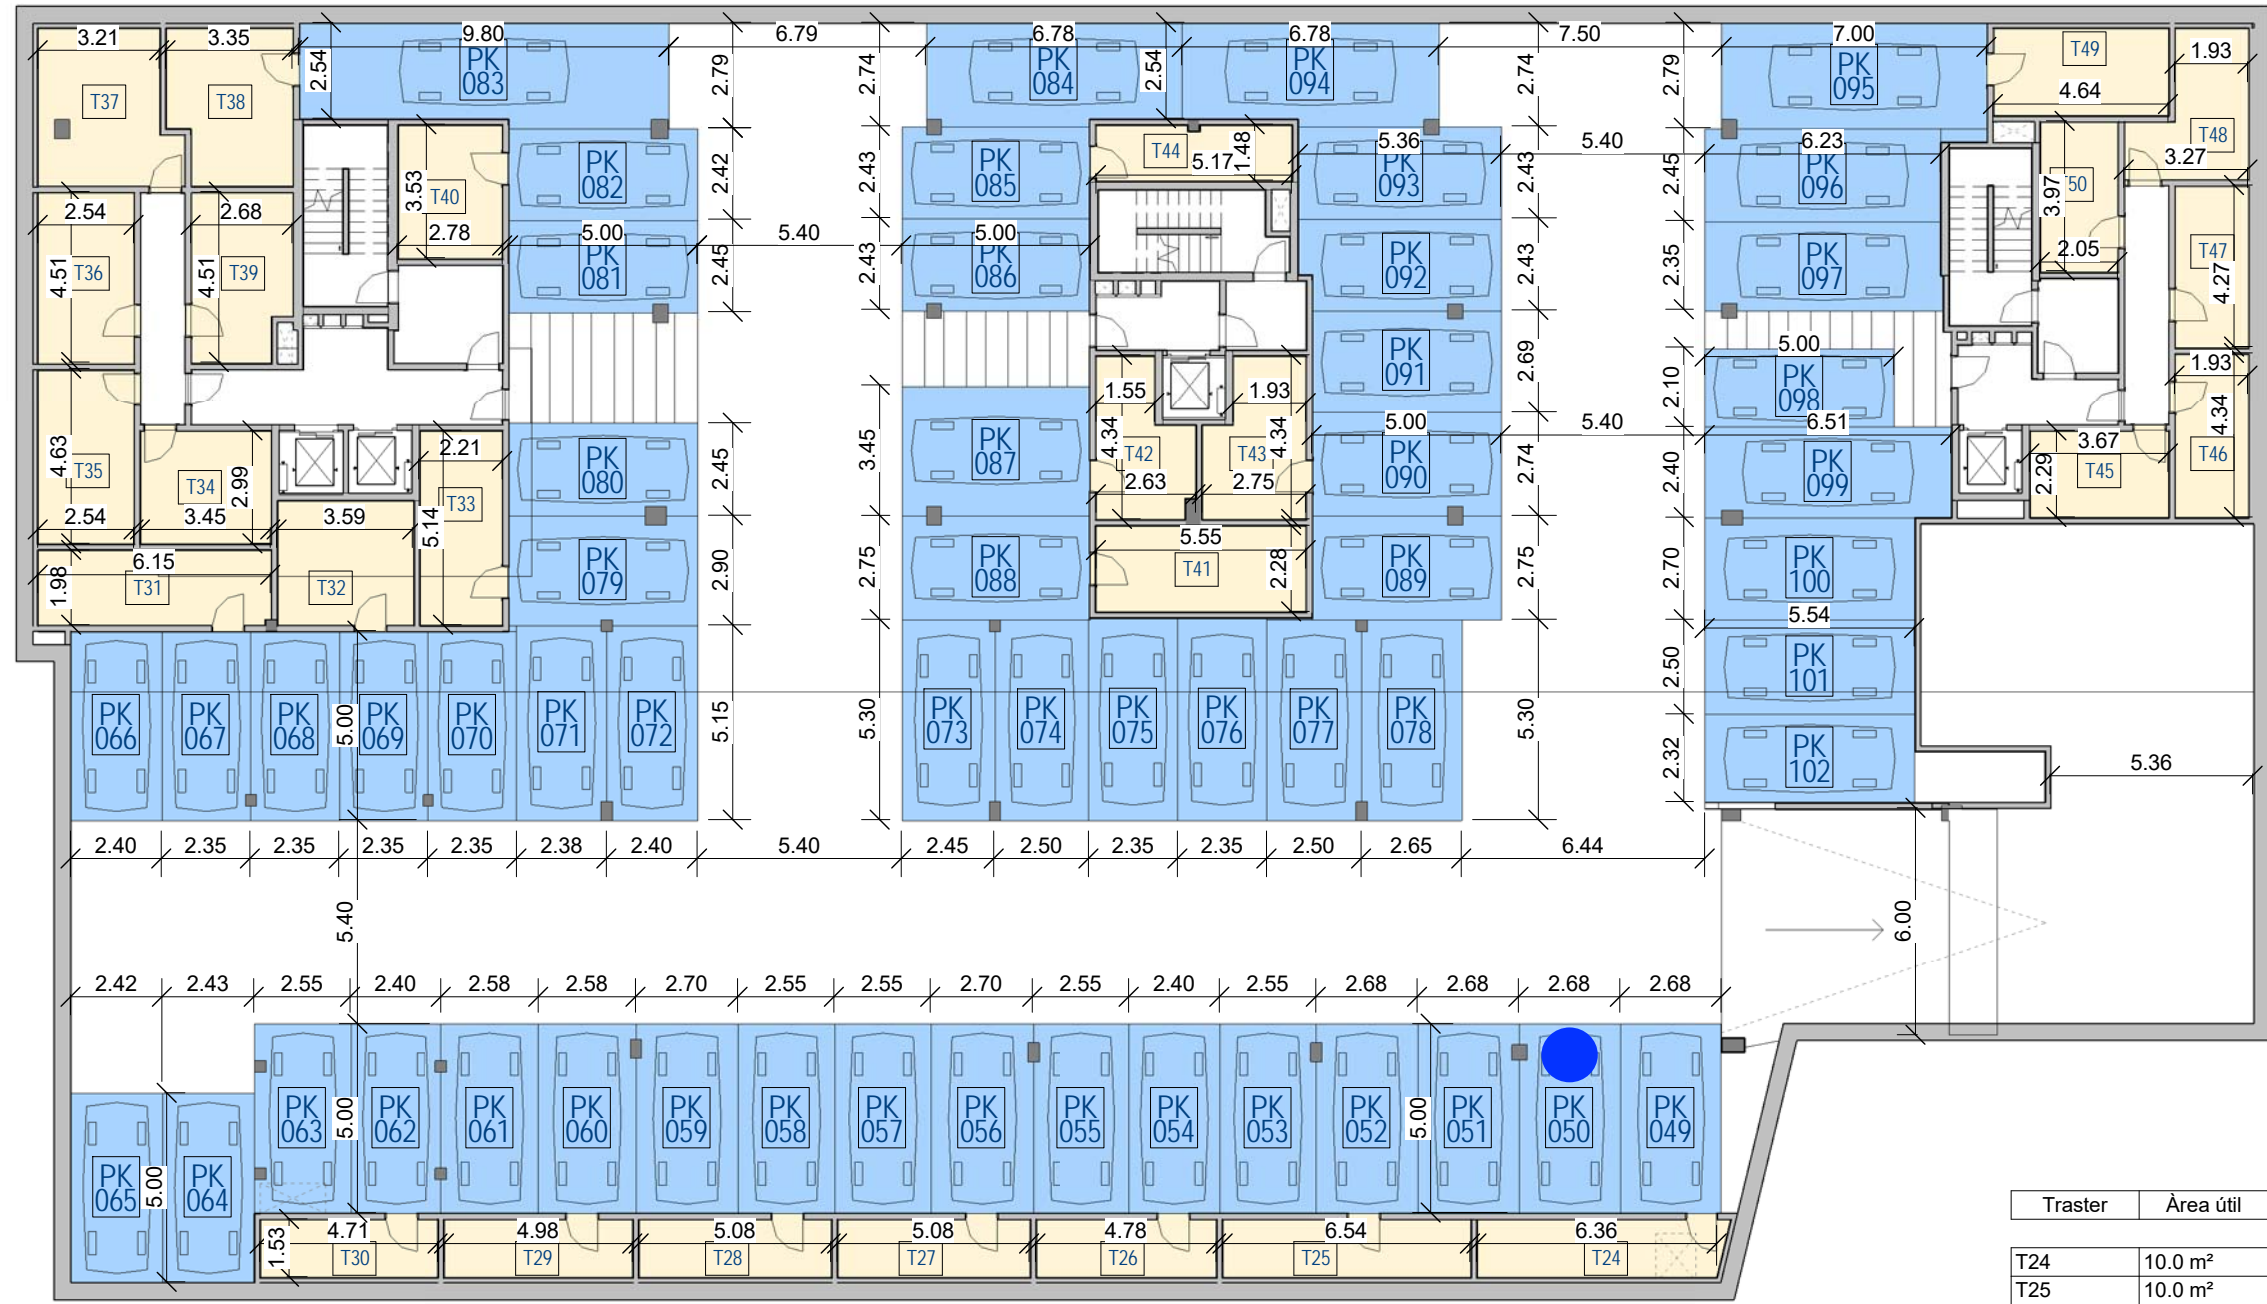 3.21
3.35
9.80
6.79
6.78
6.78
7.50
7.00
T49
1.93
T37
T38
2.54
PK
083
2.79
2.74
PK
084
2.54
PK
094
2.74
2.79
PK
095
4.64
T48
3.27
T40
3.53
2.78
PK
082
2.42
2.43
PK
085
T44
1.48
5.17
5.36
PK
093
2.43
5.40
2.45
6.23
PK
096
T50
3.97
2.05
2.54
2.68
T36
4.51
T39
4.51
5.00
PK
081
2.45
5.40
2.43
5.00
PK
086
PK
092
2.43
2.35
PK
097
T47
4.27
PK
091
2.69
5.00
PK
098
2.10
1.93
4.34
T46
1.55
1.93
4.34
T42
2.63
4.34
T43
2.75
5.00
PK
090
2.74
5.40
6.51
PK
099
2.40
3.67
2.29
T45
4.63
T35
2.54
T34
2.99
3.45
3.59
2.21
T33
5.14
PK
080
2.45
3.45
PK
087
6.15
1.98
T31
T32
PK
079
2.90
2.75
PK
088
5.55
T41
2.28
PK
089
2.75
2.70
PK
100
5.54
PK
066
PK
067
PK
068
5.00
PK
069
PK
070
PK
071
PK
072
5.15
5.30
PK
073
PK
074
PK
075
PK
076
PK
077
PK
078
5.30
2.50
PK
101
2.32
PK
102
5.36
2.40
2.35
2.35
2.35
2.35
2.38
2.40
5.40
2.45
2.50
2.35
2.35
2.50
2.65
6.44
5.40
6.00
2.42
2.43
2.55
2.40
2.58
2.58
2.70
2.55
2.55
2.70
2.55
2.40
2.55
2.68
2.68
2.68
2.68
PK
065
5.00
PK
064
PK
063
5.00
PK
062
PK
061
PK
060
PK
059
PK
058
PK
057
PK
056
PK
055
PK
054
PK
053
PK
052
5.00
PK
051
PK
050
PK
049
1.53
4.71
T30
4.98
T29
5.08
T28
5.08
T27
4.78
T26
6.54
T25
6.36
T24
Traster Àrea útil
T24 10.0 m²
T25 10.0 m²